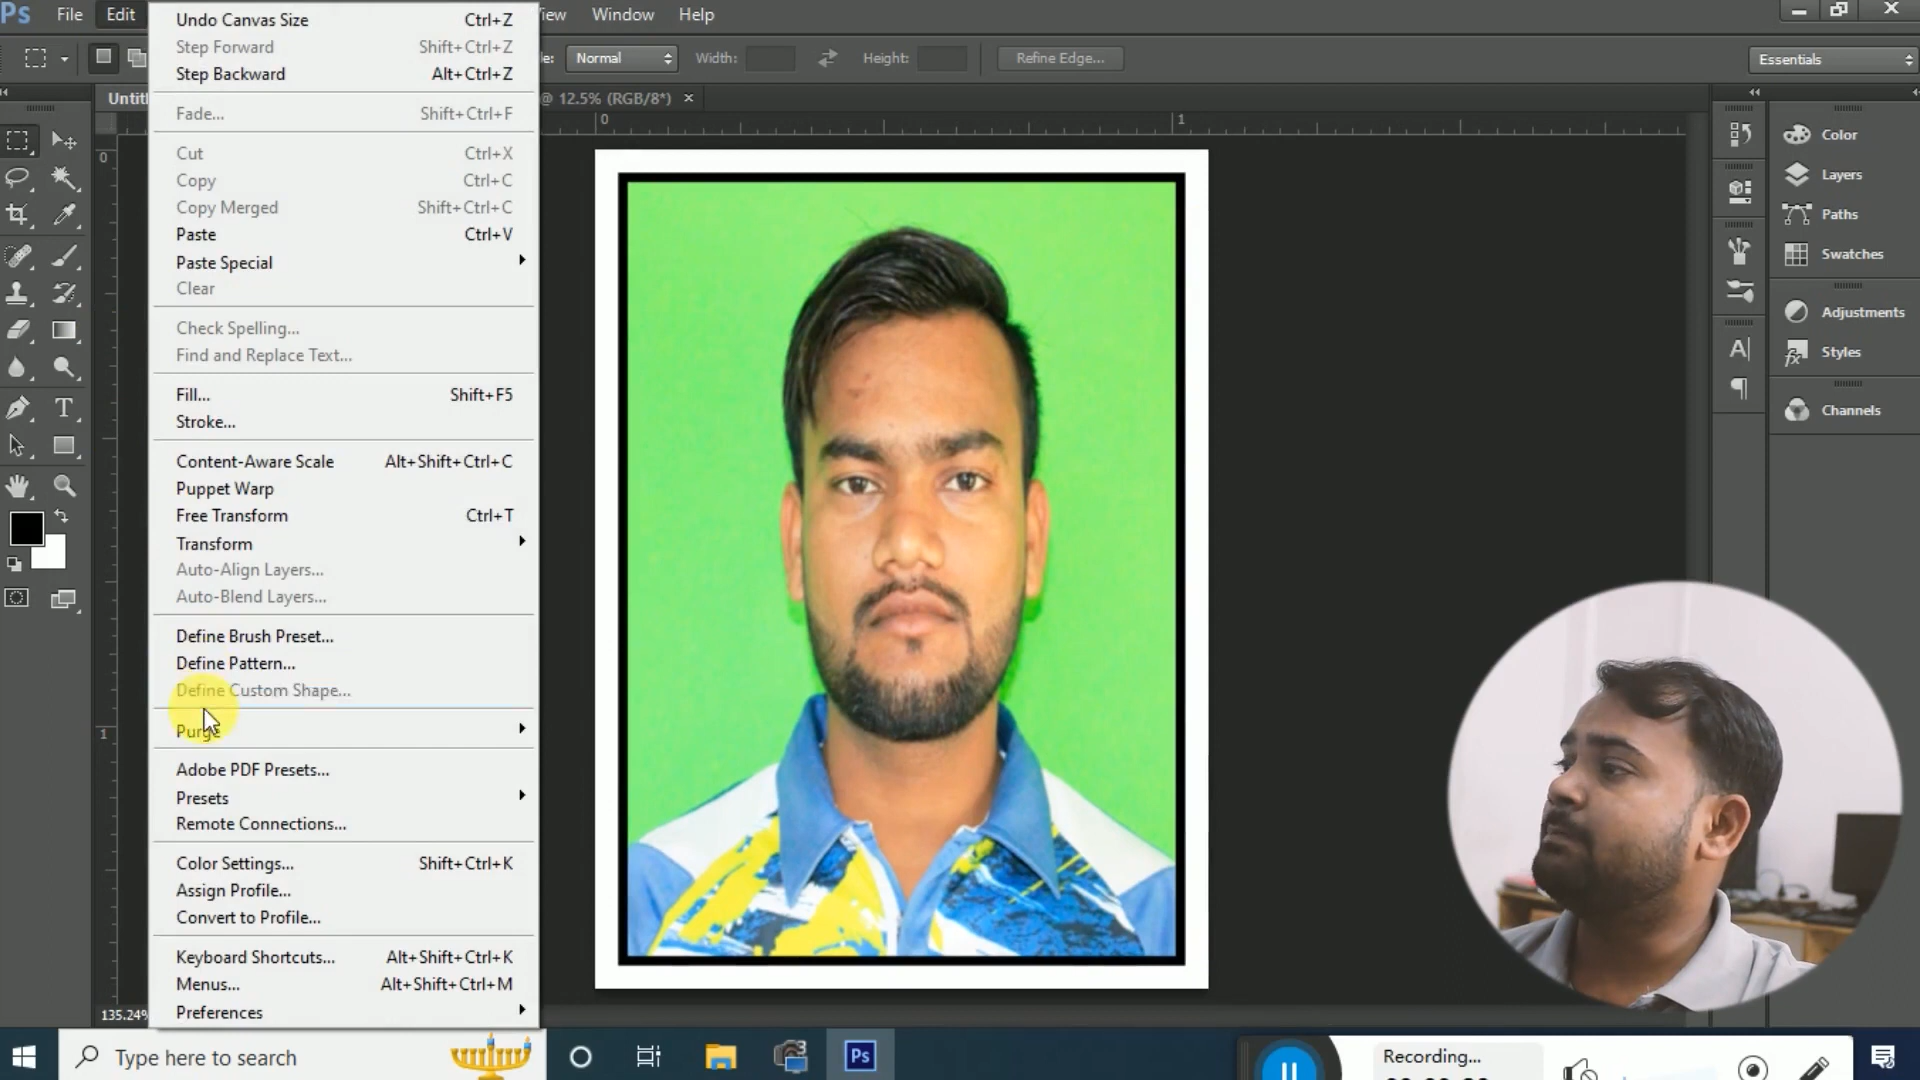 Ps File Edit View Window Help
Normal Width: Height: Refine Edge... Essentials
@ 12.5% (RGB/8*) ×
0 1
0
1
Undo Canvas Size Ctrl+Z
Step Forward Shift+Ctrl+Z
Step Backward Alt+Ctrl+Z
Fade... Shift+Ctrl+F
Cut Ctrl+X
Copy Ctrl+C
Copy Merged Shift+Ctrl+C
Paste Ctrl+V
Paste Special
Clear
Check Spelling...
Find and Replace Text...
Fill... Shift+F5
Stroke...
Content-Aware Scale Alt+Shift+Ctrl+C
Puppet Warp
Free Transform Ctrl+T
Transform
Auto-Align Layers...
Auto-Blend Layers...
Define Brush Preset...
Define Pattern...
Define Custom Shape...
Purge
Adobe PDF Presets...
Presets
Remote Connections...
Color Settings... Shift+Ctrl+K
Assign Profile...
Convert to Profile...
Keyboard Shortcuts... Alt+Shift+Ctrl+K
Menus... Alt+Shift+Ctrl+M
Preferences
Color
Layers
Paths
Swatches
Adjustments
Styles
Channels
135.24%
Type here to search
Ps
Recording...